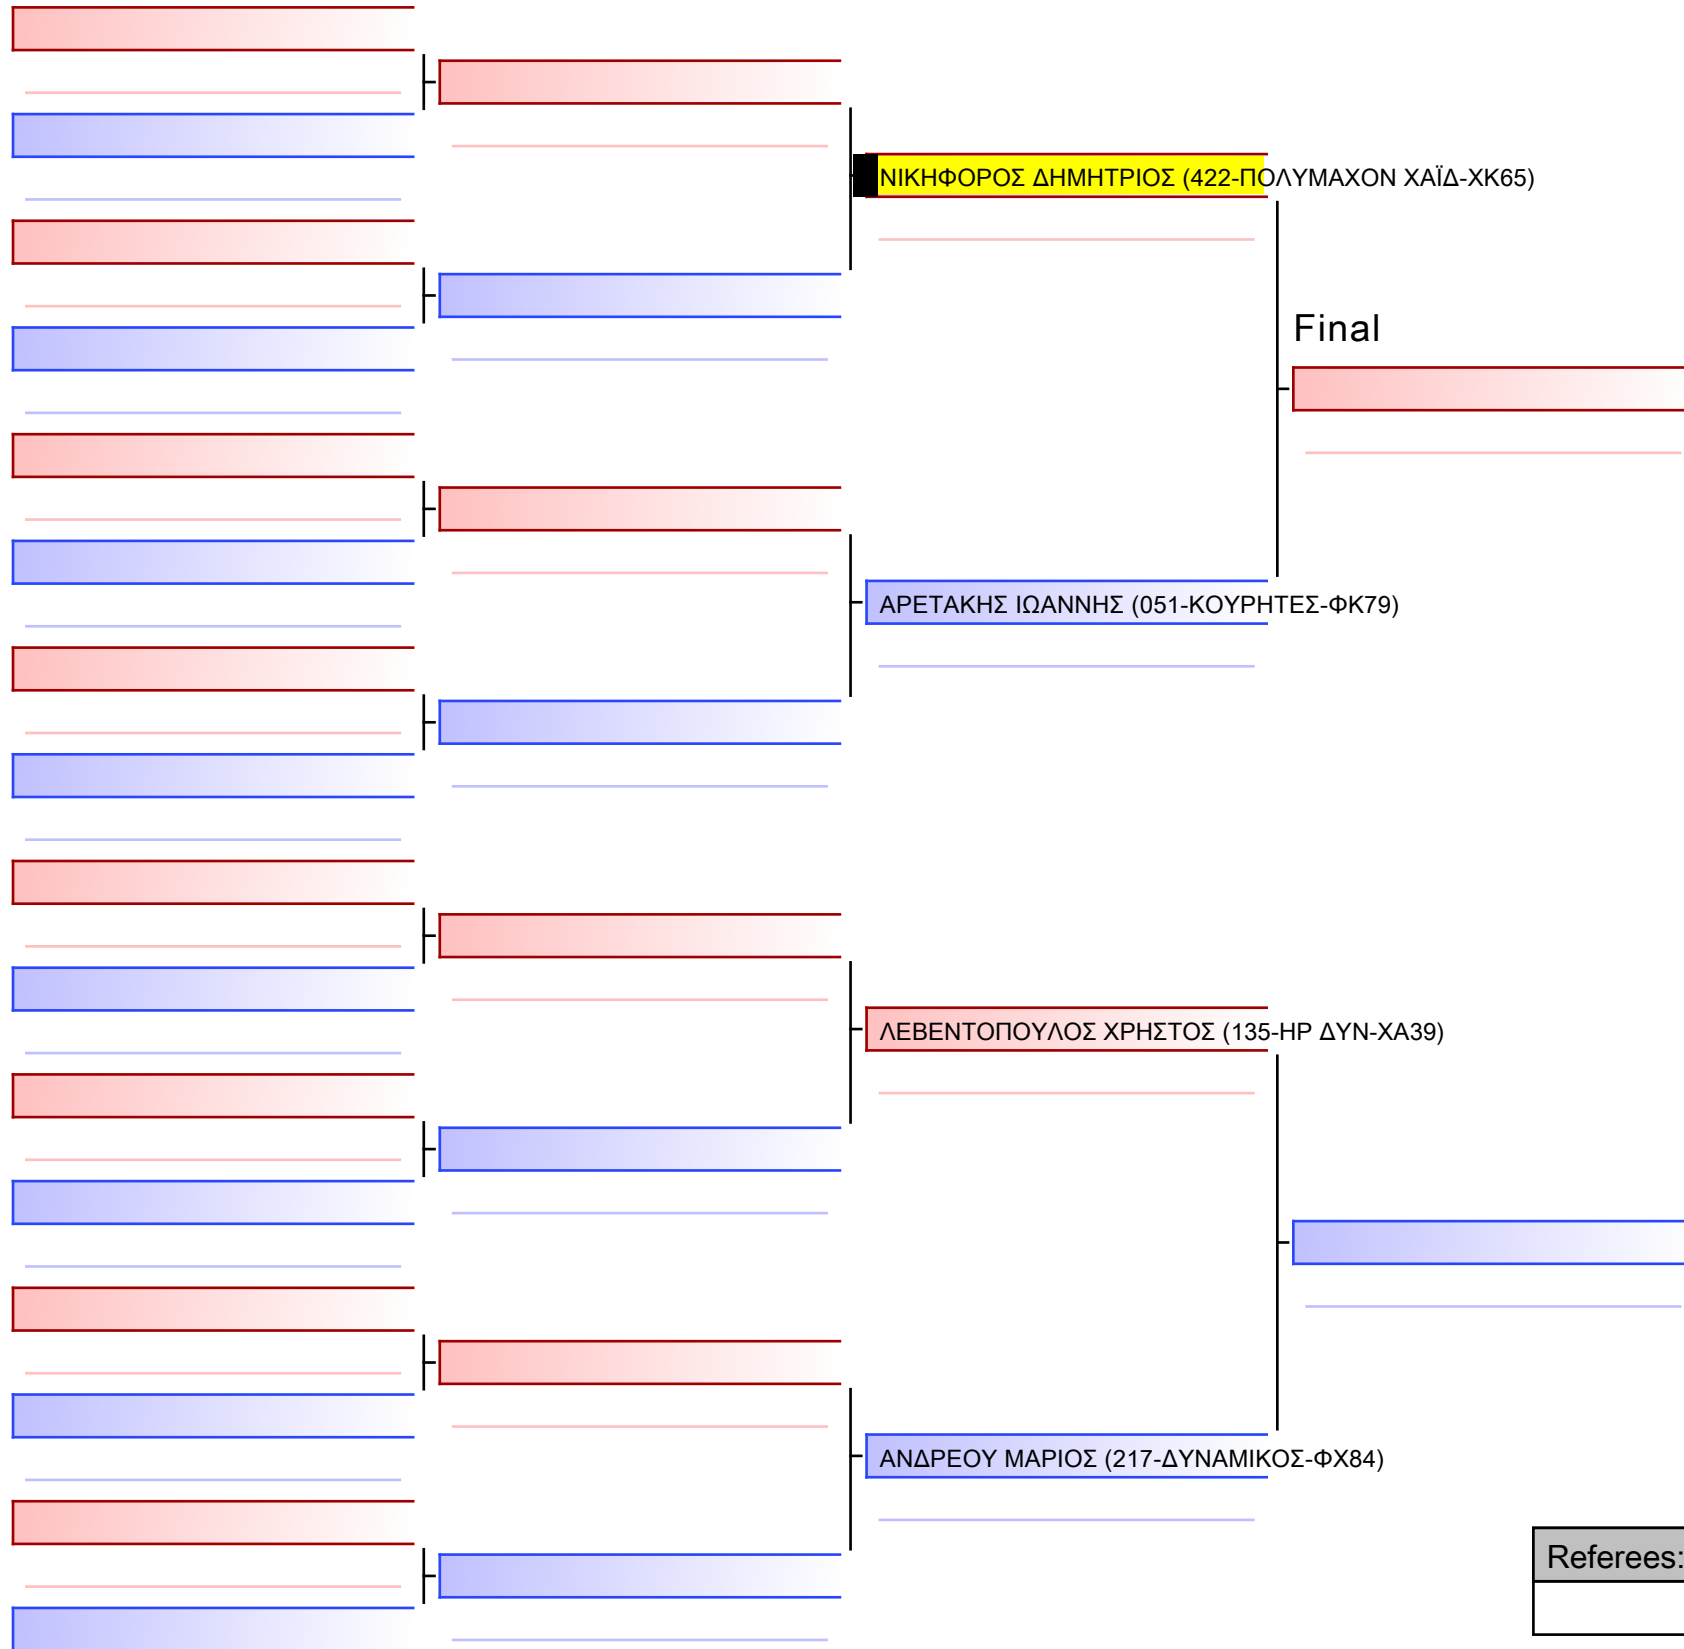 ΝΙΚΗΦΟΡΟΣ ΔΗΜΗΤΡΙΟΣ (422-ΠΟΛΥΜΑΧΟΝ ΧΑΪΔ-ΧΚ65)
Final
ΑΡΕΤΑΚΗΣ ΙΩΑΝΝΗΣ (051-ΚΟΥΡΗΤΕΣ-ΦΚ79)
ΛΕΒΕΝΤΟΠΟΥΛΟΣ ΧΡΗΣΤΟΣ (135-ΗΡ ΔΥΝ-ΧΑ39)
ΑΝΔΡΕΟΥ ΜΑΡΙΟΣ (217-ΔΥΝΑΜΙΚΟΣ-ΦΧ84)
Referees: